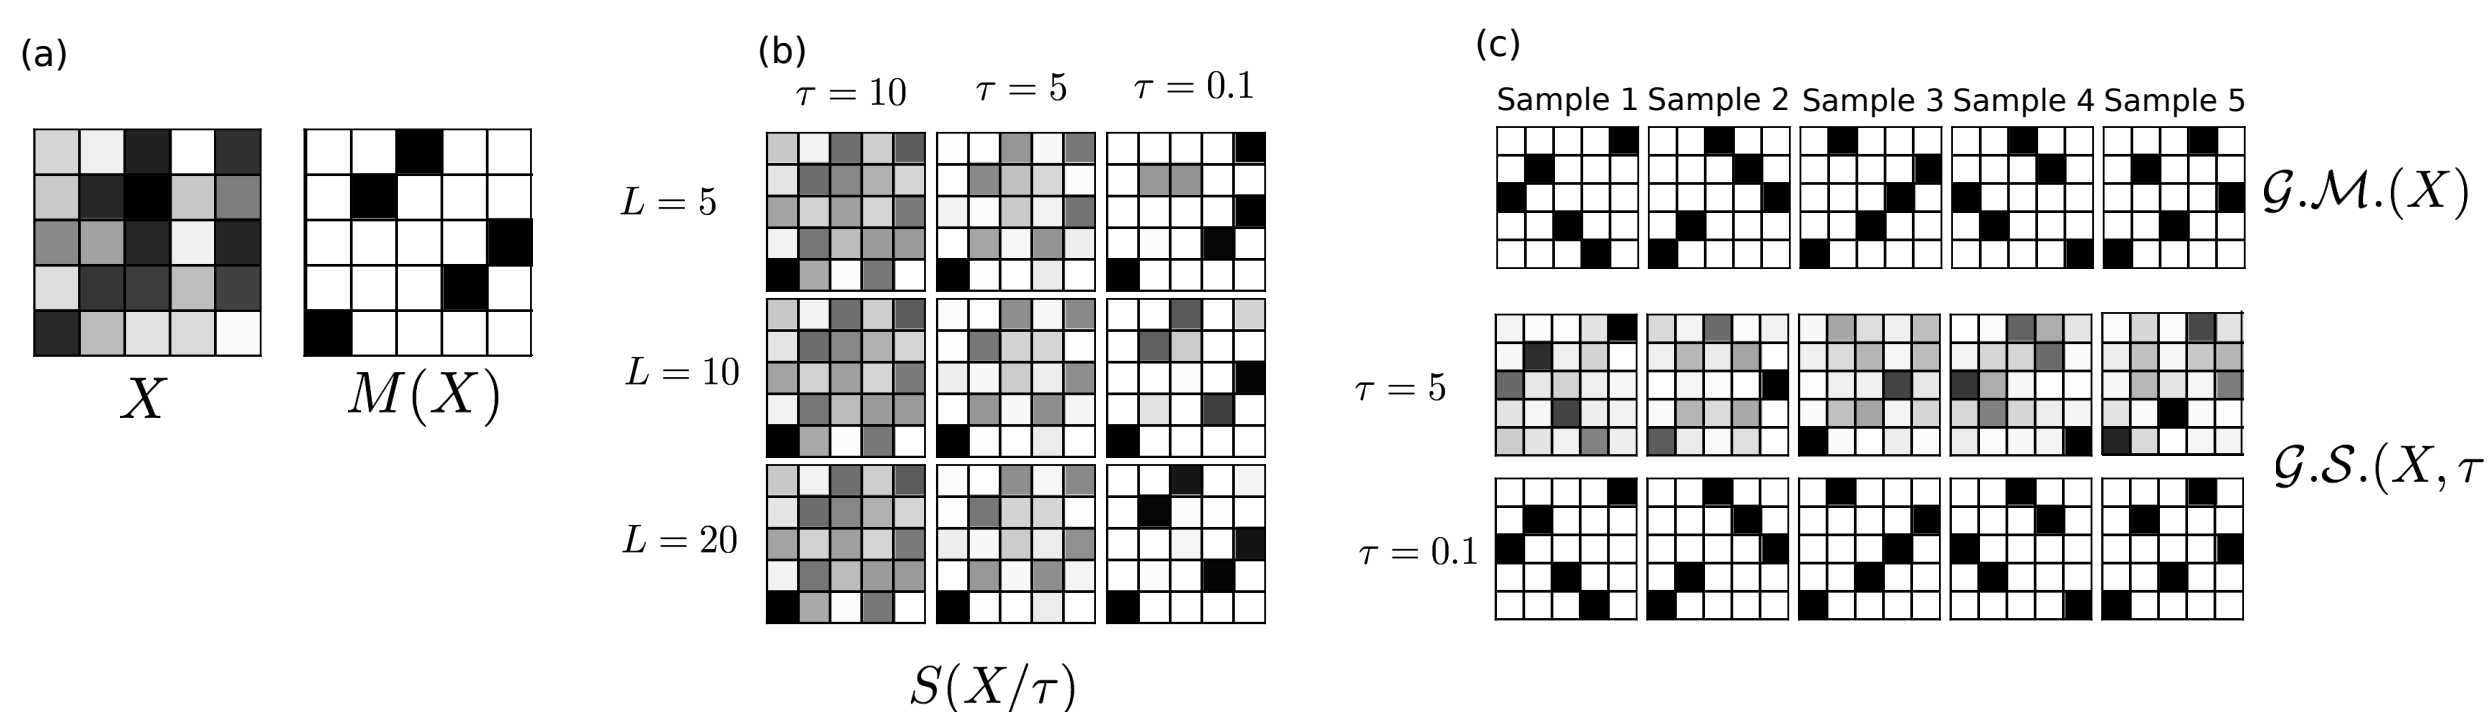 (a)
X
M(X)
(b)
τ = 10 τ = 5 τ = 0.1
L = 5
L = 10
L = 20
S(X/τ)
(c)
Sample 1 Sample 2 Sample 3 Sample 4 Sample 5
𝒢.ℳ.(X)
τ = 5
τ = 0.1
𝒢.𝒮.(X, τ